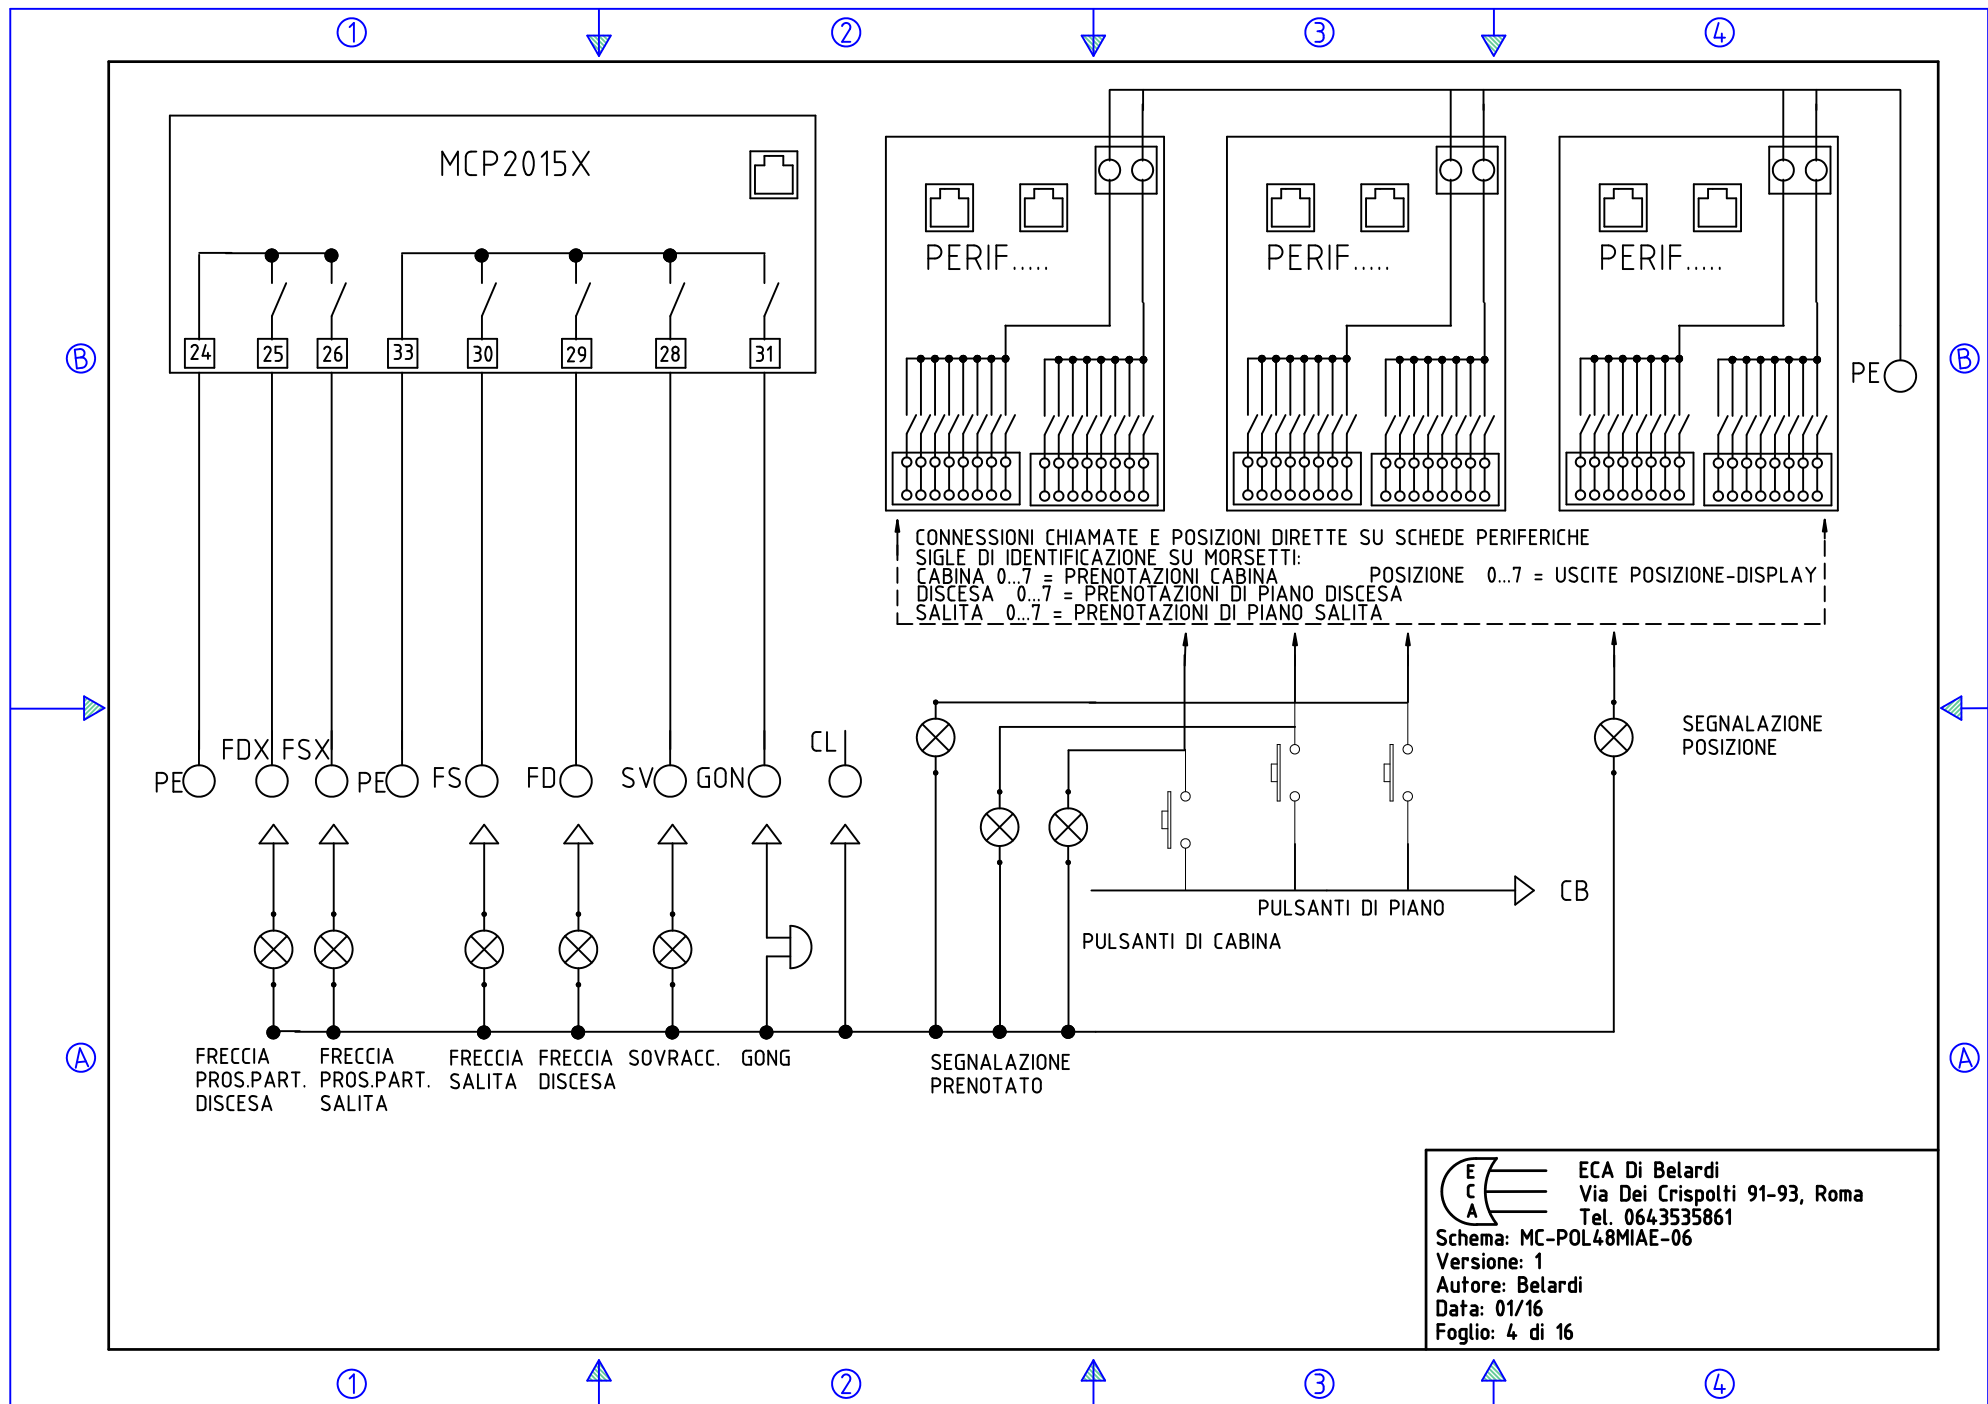 1 2 3 4
MCP2015X
PERIF.....
PERIF.....
PERIF.....
24 25 26 33 30 29 28 31
B
B
PE
CONNESSIONI CHIAMATE E POSIZIONI DIRETTE SU SCHEDE PERIFERICHE
SIGLE DI IDENTIFICAZIONE SU MORSETTI:
CABINA 0...7 = PRENOTAZIONI CABINA
POSIZIONE 0...7 = USCITE POSIZIONE-DISPLAY
DISCESA 0...7 = PRENOTAZIONI DI PIANO DISCESA
SALITA 0...7 = PRENOTAZIONI DI PIANO SALITA
SEGNALAZIONE
POSIZIONE
PE FDX FSX PE FS FD SV GON CL
CB
PULSANTI DI PIANO
PULSANTI DI CABINA
A
A
FRECCIA
PROS.PART.
DISCESA
FRECCIA
PROS.PART.
SALITA
FRECCIA
SALITA
FRECCIA
DISCESA
SOVRACC.
GONG
SEGNALAZIONE
PRENOTATO
E
C
A
ECA Di Belardi
Via Dei Crispolti 91-93, Roma
Tel. 0643535861
Schema: MC-POL48MIAE-06
Versione: 1
Autore: Belardi
Data: 01/16
Foglio: 4 di 16
1 2 3 4